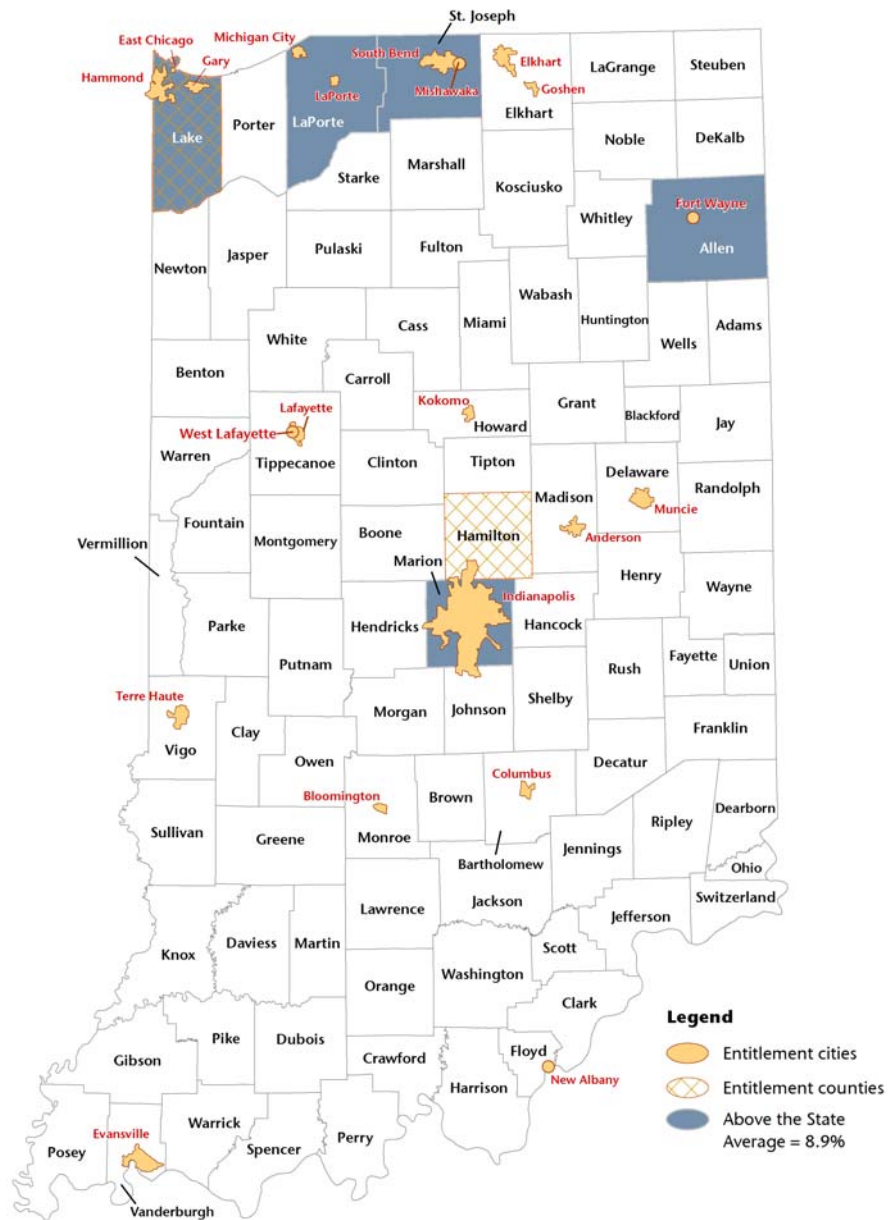 St. Joseph
East Chicago
Michigan City
South Bend
Elkhart
Hammond
Gary
LaPorte
Mishawaka
Goshen
LaGrange
Steuben
Lake
Porter
LaPorte
Elkhart
Noble
DeKalb
Starke
Marshall
Kosciusko
Whitley
Fort Wayne
Allen
Newton
Jasper
Pulaski
Fulton
Wabash
Huntington
Miami
Cass
White
Wells
Adams
Benton
Carroll
Kokomo
Howard
Grant
Blackford
Jay
Lafayette
West Lafayette
Warren
Tippecanoe
Clinton
Tipton
Madison
Delaware
Muncie
Randolph
Fountain
Vermillion
Montgomery
Boone
Hamilton
Anderson
Marion
Henry
Wayne
Indianapolis
Parke
Hendricks
Hancock
Putnam
Rush
Fayette
Union
Terre Haute
Vigo
Clay
Morgan
Johnson
Shelby
Franklin
Owen
Columbus
Decatur
Bloomington
Brown
Sullivan
Greene
Monroe
Bartholomew
Jennings
Ripley
Dearborn
Ohio
Switzerland
Lawrence
Jackson
Jefferson
Knox
Daviess
Martin
Scott
Washington
Orange
Clark
Pike
Dubois
Gibson
Crawford
Floyd
Harrison
New Albany
Warrick
Perry
Spencer
Evansville
Posey
Vanderburgh
Legend
Entitlement cities
Entitlement counties
Above the State
Average = 8.9%